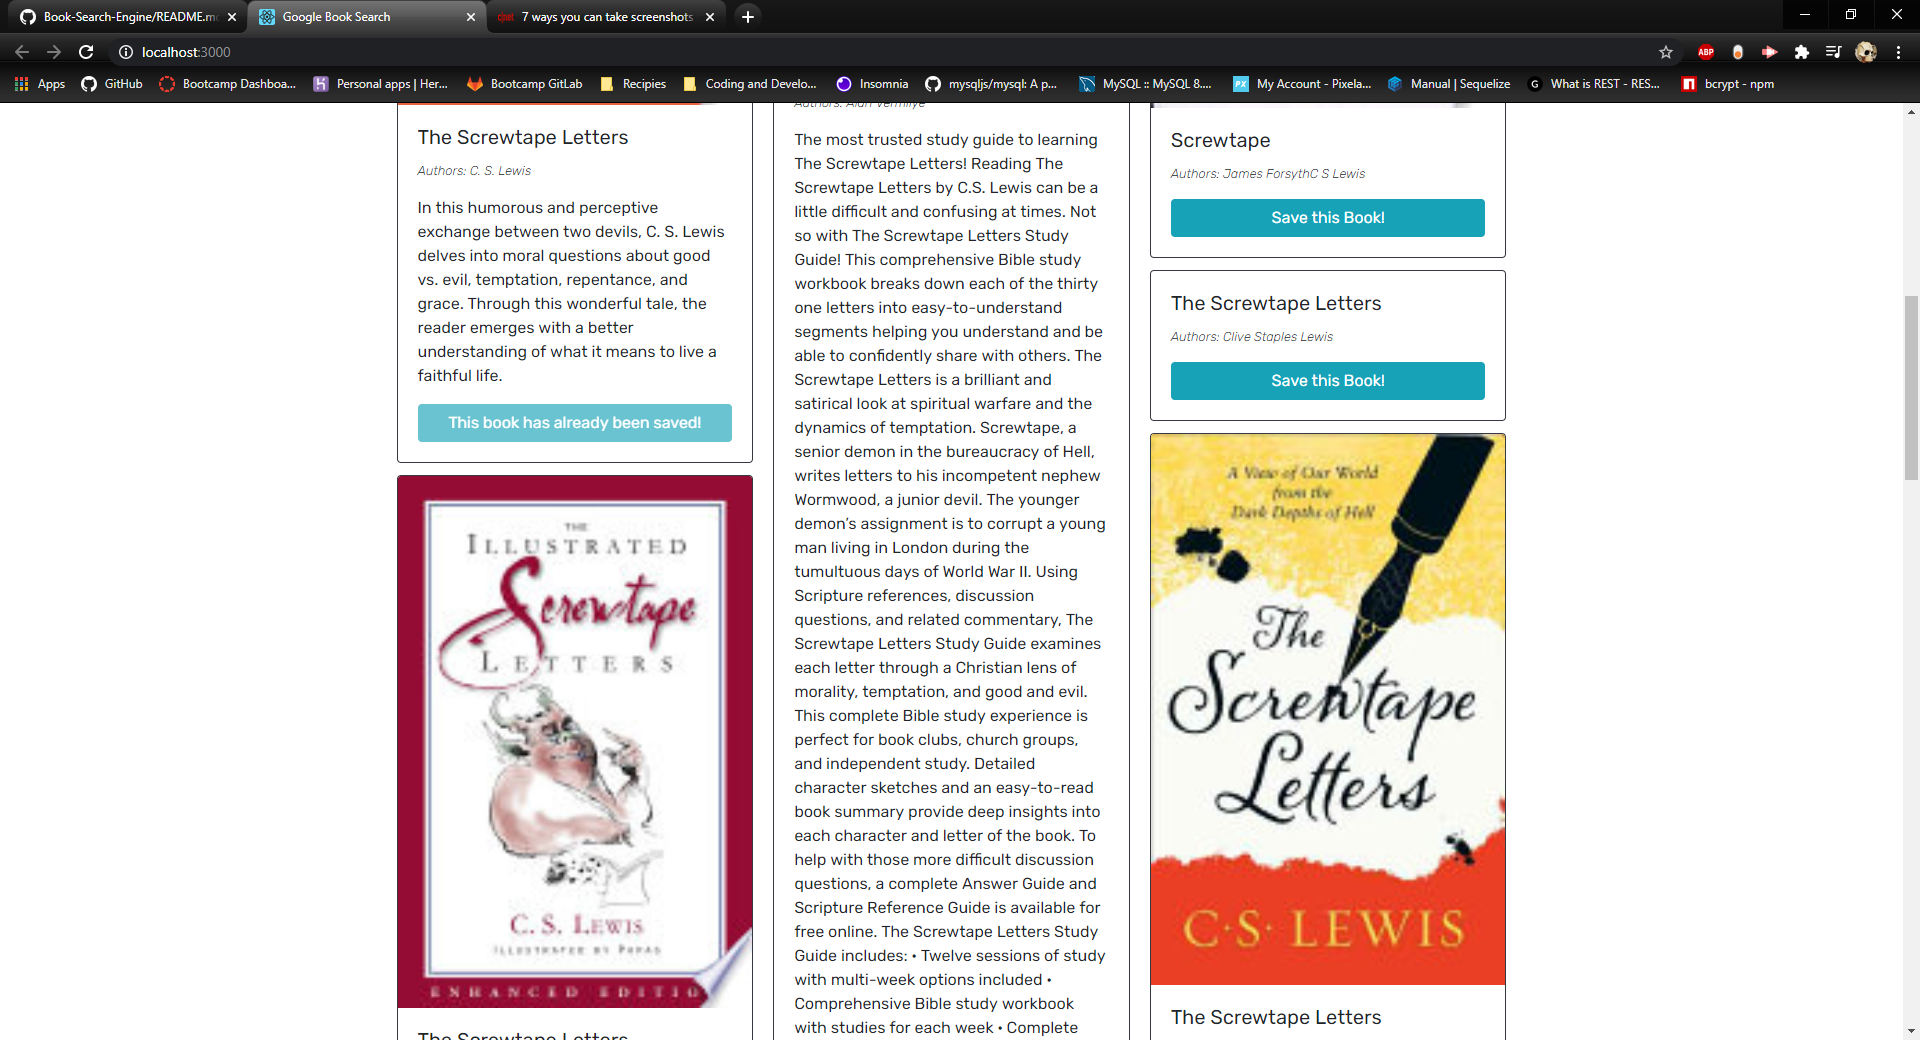 Book-Search-Engine/README.m
Google Book Search
7 ways you can take screenshots
localhost:3000
ABP
Apps
GitHub
Bootcamp Dashboa...
Personal apps | Her...
Bootcamp GitLab
Recipies
Coding and Develo...
Insomnia
mysqljs/mysql: A p...
MySQL :: MySQL 8....
PX
My Account - Pixela...
Manual | Sequelize
G
What is REST - RES...
bcrypt - npm
The Screwtape Letters
Authors: C. S. Lewis
In this humorous and perceptive
exchange between two devils, C. S. Lewis
delves into moral questions about good
vs. evil, temptation, repentance, and
grace. Through this wonderful tale, the
reader emerges with a better
understanding of what it means to live a
faithful life.
This book has already been saved!
THE
ILLUSTRATED
Screwtape
LETTERS
C. S. LEWIS
ILLUSTRATED BY PAPAS
ENHANCED EDITIO
The Screwtape Letters
Authors: Alan Vermilye
The most trusted study guide to learning
The Screwtape Letters! Reading The
Screwtape Letters by C.S. Lewis can be a
little difficult and confusing at times. Not
so with The Screwtape Letters Study
Guide! This comprehensive Bible study
workbook breaks down each of the thirty
one letters into easy-to-understand
segments helping you understand and be
able to confidently share with others. The
Screwtape Letters is a brilliant and
satirical look at spiritual warfare and the
dynamics of temptation. Screwtape, a
senior demon in the bureaucracy of Hell,
writes letters to his incompetent nephew
Wormwood, a junior devil. The younger
demon’s assignment is to corrupt a young
man living in London during the
tumultuous days of World War II. Using
Scripture references, discussion
questions, and related commentary, The
Screwtape Letters Study Guide examines
each letter through a Christian lens of
morality, temptation, and good and evil.
This complete Bible study experience is
perfect for book clubs, church groups,
and independent study. Detailed
character sketches and an easy-to-read
book summary provide deep insights into
each character and letter of the book. To
help with those more difficult discussion
questions, a complete Answer Guide and
Scripture Reference Guide is available for
free online. The Screwtape Letters Study
Guide includes: • Twelve sessions of study
with multi-week options included •
Comprehensive Bible study workbook
with studies for each week • Complete
Screwtape
Authors: James ForsythC S Lewis
Save this Book!
The Screwtape Letters
Authors: Clive Staples Lewis
Save this Book!
A View of Our World
from the
Dark Depths of Hell
The
Screwtape
Letters
C·S· LEWIS
The Screwtape Letters